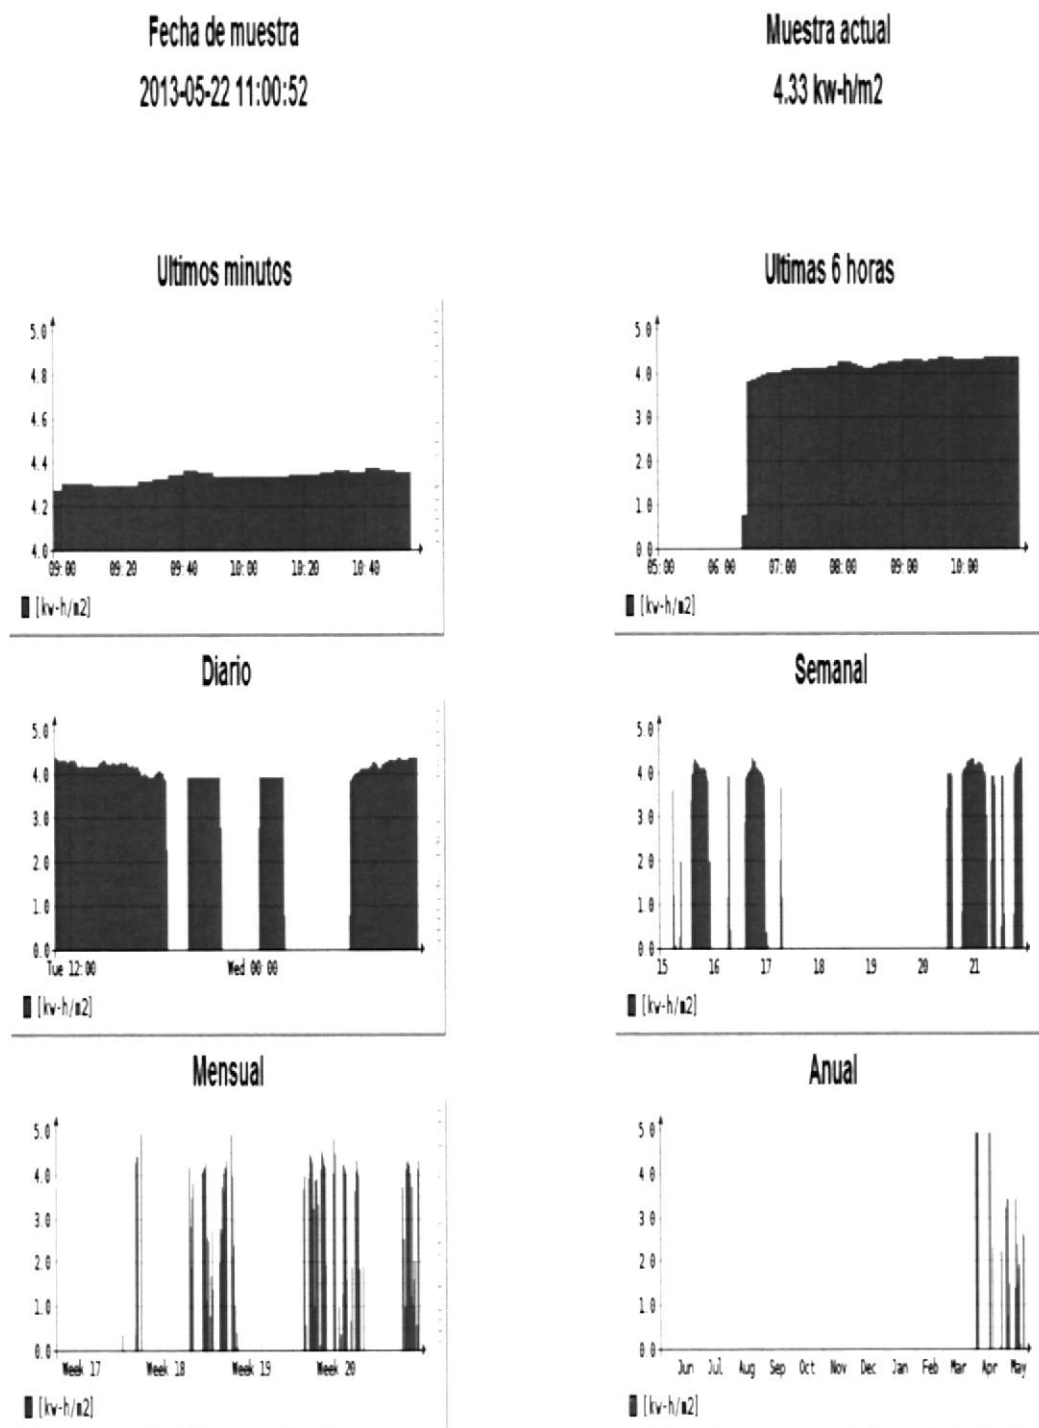 Fecha de muestra
2013-05-22 11:00:52
Muestra actual
4.33 kw-h/m2
Ultimos minutos
5.0
4.8
4.6
4.4
4.2
4.0
09:00 09:20 09:40 10:00 10:20 10:40
[kw-h/m2]
Ultimas 6 horas
5 0
4 0
3 0
2 0
1 0
0 0
05:00 06 00 07:00 08:00 09:00 10:00
[kw-h/m2]
Diario
5.0
4.0
3.0
2.0
1.0
0.0
Tue 12:00 Wed 00 00
[kw-h/m2]
Semanal
5 0
4 0
3 0
2 0
1 0
0 0
15 16 17 18 19 20 21
[kw-h/m2]
Mensual
5.0
4.0
3.0
2.0
1.0
0.0
Week 17 Week 18 Week 19 Week 20
[kw-h/m2]
Anual
5 0
4 0
3 0
2 0
1 0
0 0
Jun Jul Aug Sep Oct Nov Dec Jan Feb Mar Apr May
[kw-h/m2]